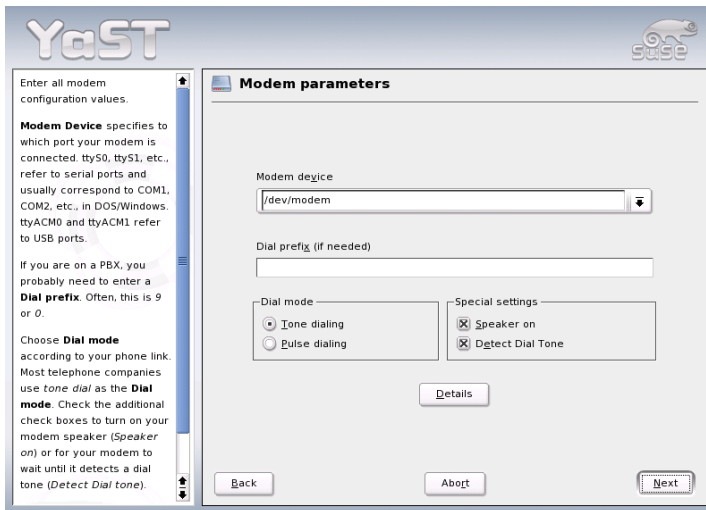 YaST
SUSE
Enter all modem
configuration values.
Modem Device specifies to
which port your modem is
connected. ttyS0, ttyS1, etc.,
refer to serial ports and
usually correspond to COM1,
COM2, etc., in DOS/Windows.
ttyACM0 and ttyACM1 refer
to USB ports.
If you are on a PBX, you
probably need to enter a
Dial prefix. Often, this is 9
or 0.
Choose Dial mode
according to your phone link.
Most telephone companies
use tone dial as the Dial
mode. Check the additional
check boxes to turn on your
modem speaker (Speaker
on) or for your modem to
wait until it detects a dial
tone (Detect Dial tone).
Modem parameters
Modem device
/dev/modem
Dial prefix (if needed)
Dial mode
Tone dialing
Pulse dialing
Special settings
Speaker on
Detect Dial Tone
Details
Back
Abort
Next